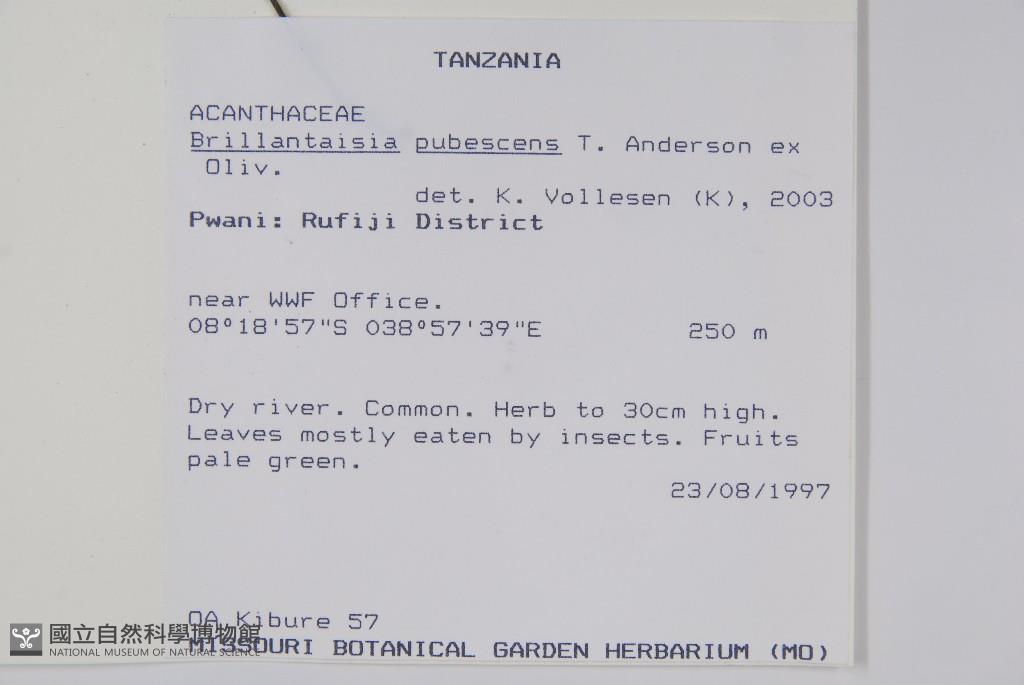 TANZANIA
ACANTHACEAE
Brillantaisia pubescens T. Anderson ex
Oliv.
det. K. Vollesen (K), 2003
Pwani: Rufiji District
near WWF Office.
08°18'57"S 038°57'39"E 250 m
Dry river. Common. Herb to 30cm high.
Leaves mostly eaten by insects. Fruits
pale green.
23/08/1997
OA Kibure 57
MISSOURI BOTANICAL GARDEN HERBARIUM (MO)
國立自然科學博物館
NATIONAL MUSEUM OF NATURAL SCIENCE